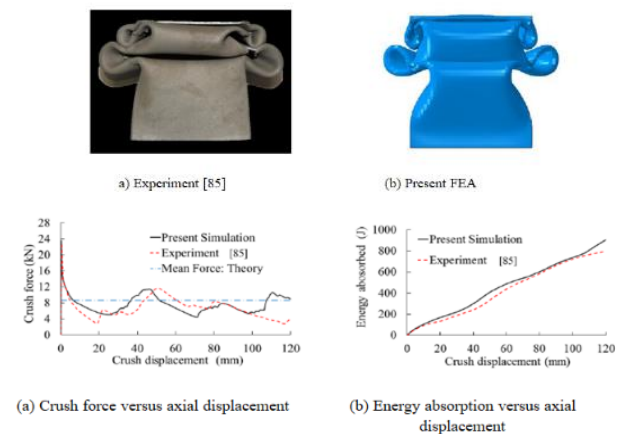 a) Experiment [85]
(b) Present FEA
28
24
20
16
12
8
4
0
Crush force (kN)
Present Simulation
Experiment [85]
Mean Force: Theory
0 20 40 60 80 100 120
Crush displacement (mm)
1000
800
600
400
200
0
Energy abosorbed (J)
Present Simulation
Experiment [85]
0 20 40 60 80 100 120
Crush displacement (mm)
(a) Crush force versus axial displacement
(b) Energy absorption versus axial
displacement